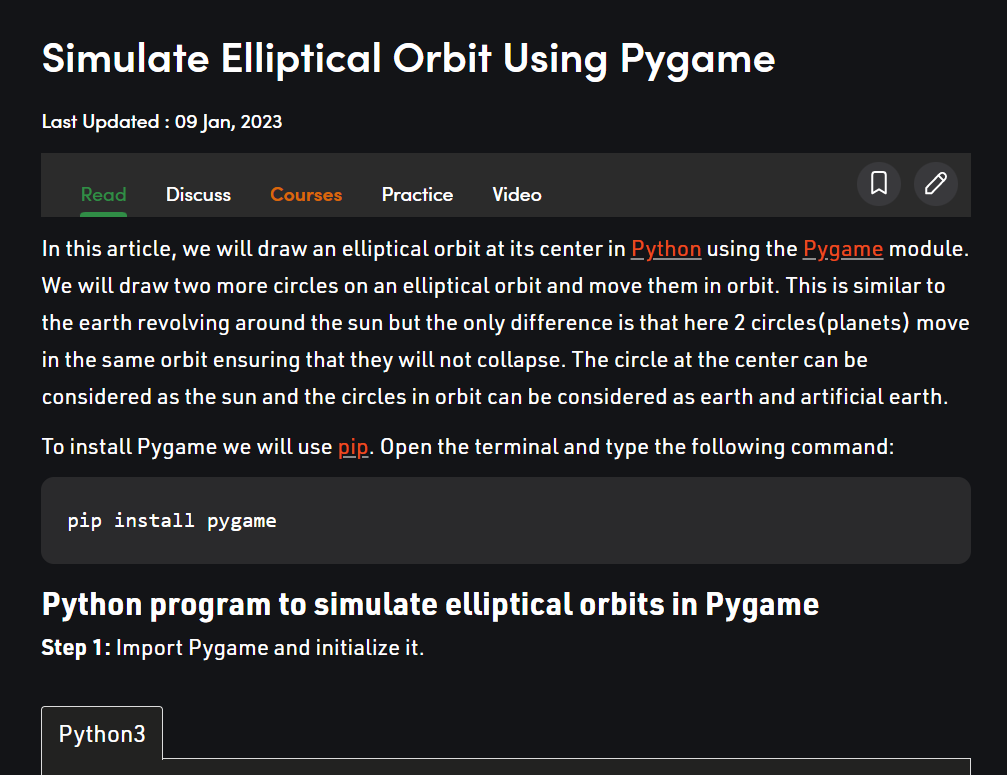 Simulate Elliptical Orbit Using Pygame
Last Updated : 09 Jan, 2023
Read Discuss Courses Practice Video
In this article, we will draw an elliptical orbit at its center in Python using the Pygame module.
We will draw two more circles on an elliptical orbit and move them in orbit. This is similar to
the earth revolving around the sun but the only difference is that here 2 circles(planets) move
in the same orbit ensuring that they will not collapse. The circle at the center can be
considered as the sun and the circles in orbit can be considered as earth and artificial earth.
To install Pygame we will use pip. Open the terminal and type the following command:
pip install pygame
Python program to simulate elliptical orbits in Pygame
Step 1: Import Pygame and initialize it.
Python3